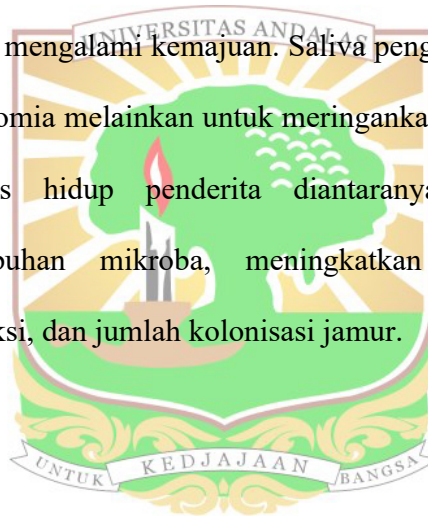 UNIVERSITAS ANDALAS
mengalami kemajuan. Saliva peng
omia melainkan untuk meringanka
s hidup penderita diantaranya
buhan mikroba, meningkatkan
ksi, dan jumlah kolonisasi jamur.
UNTUK KEDJAJAAN BANGSA